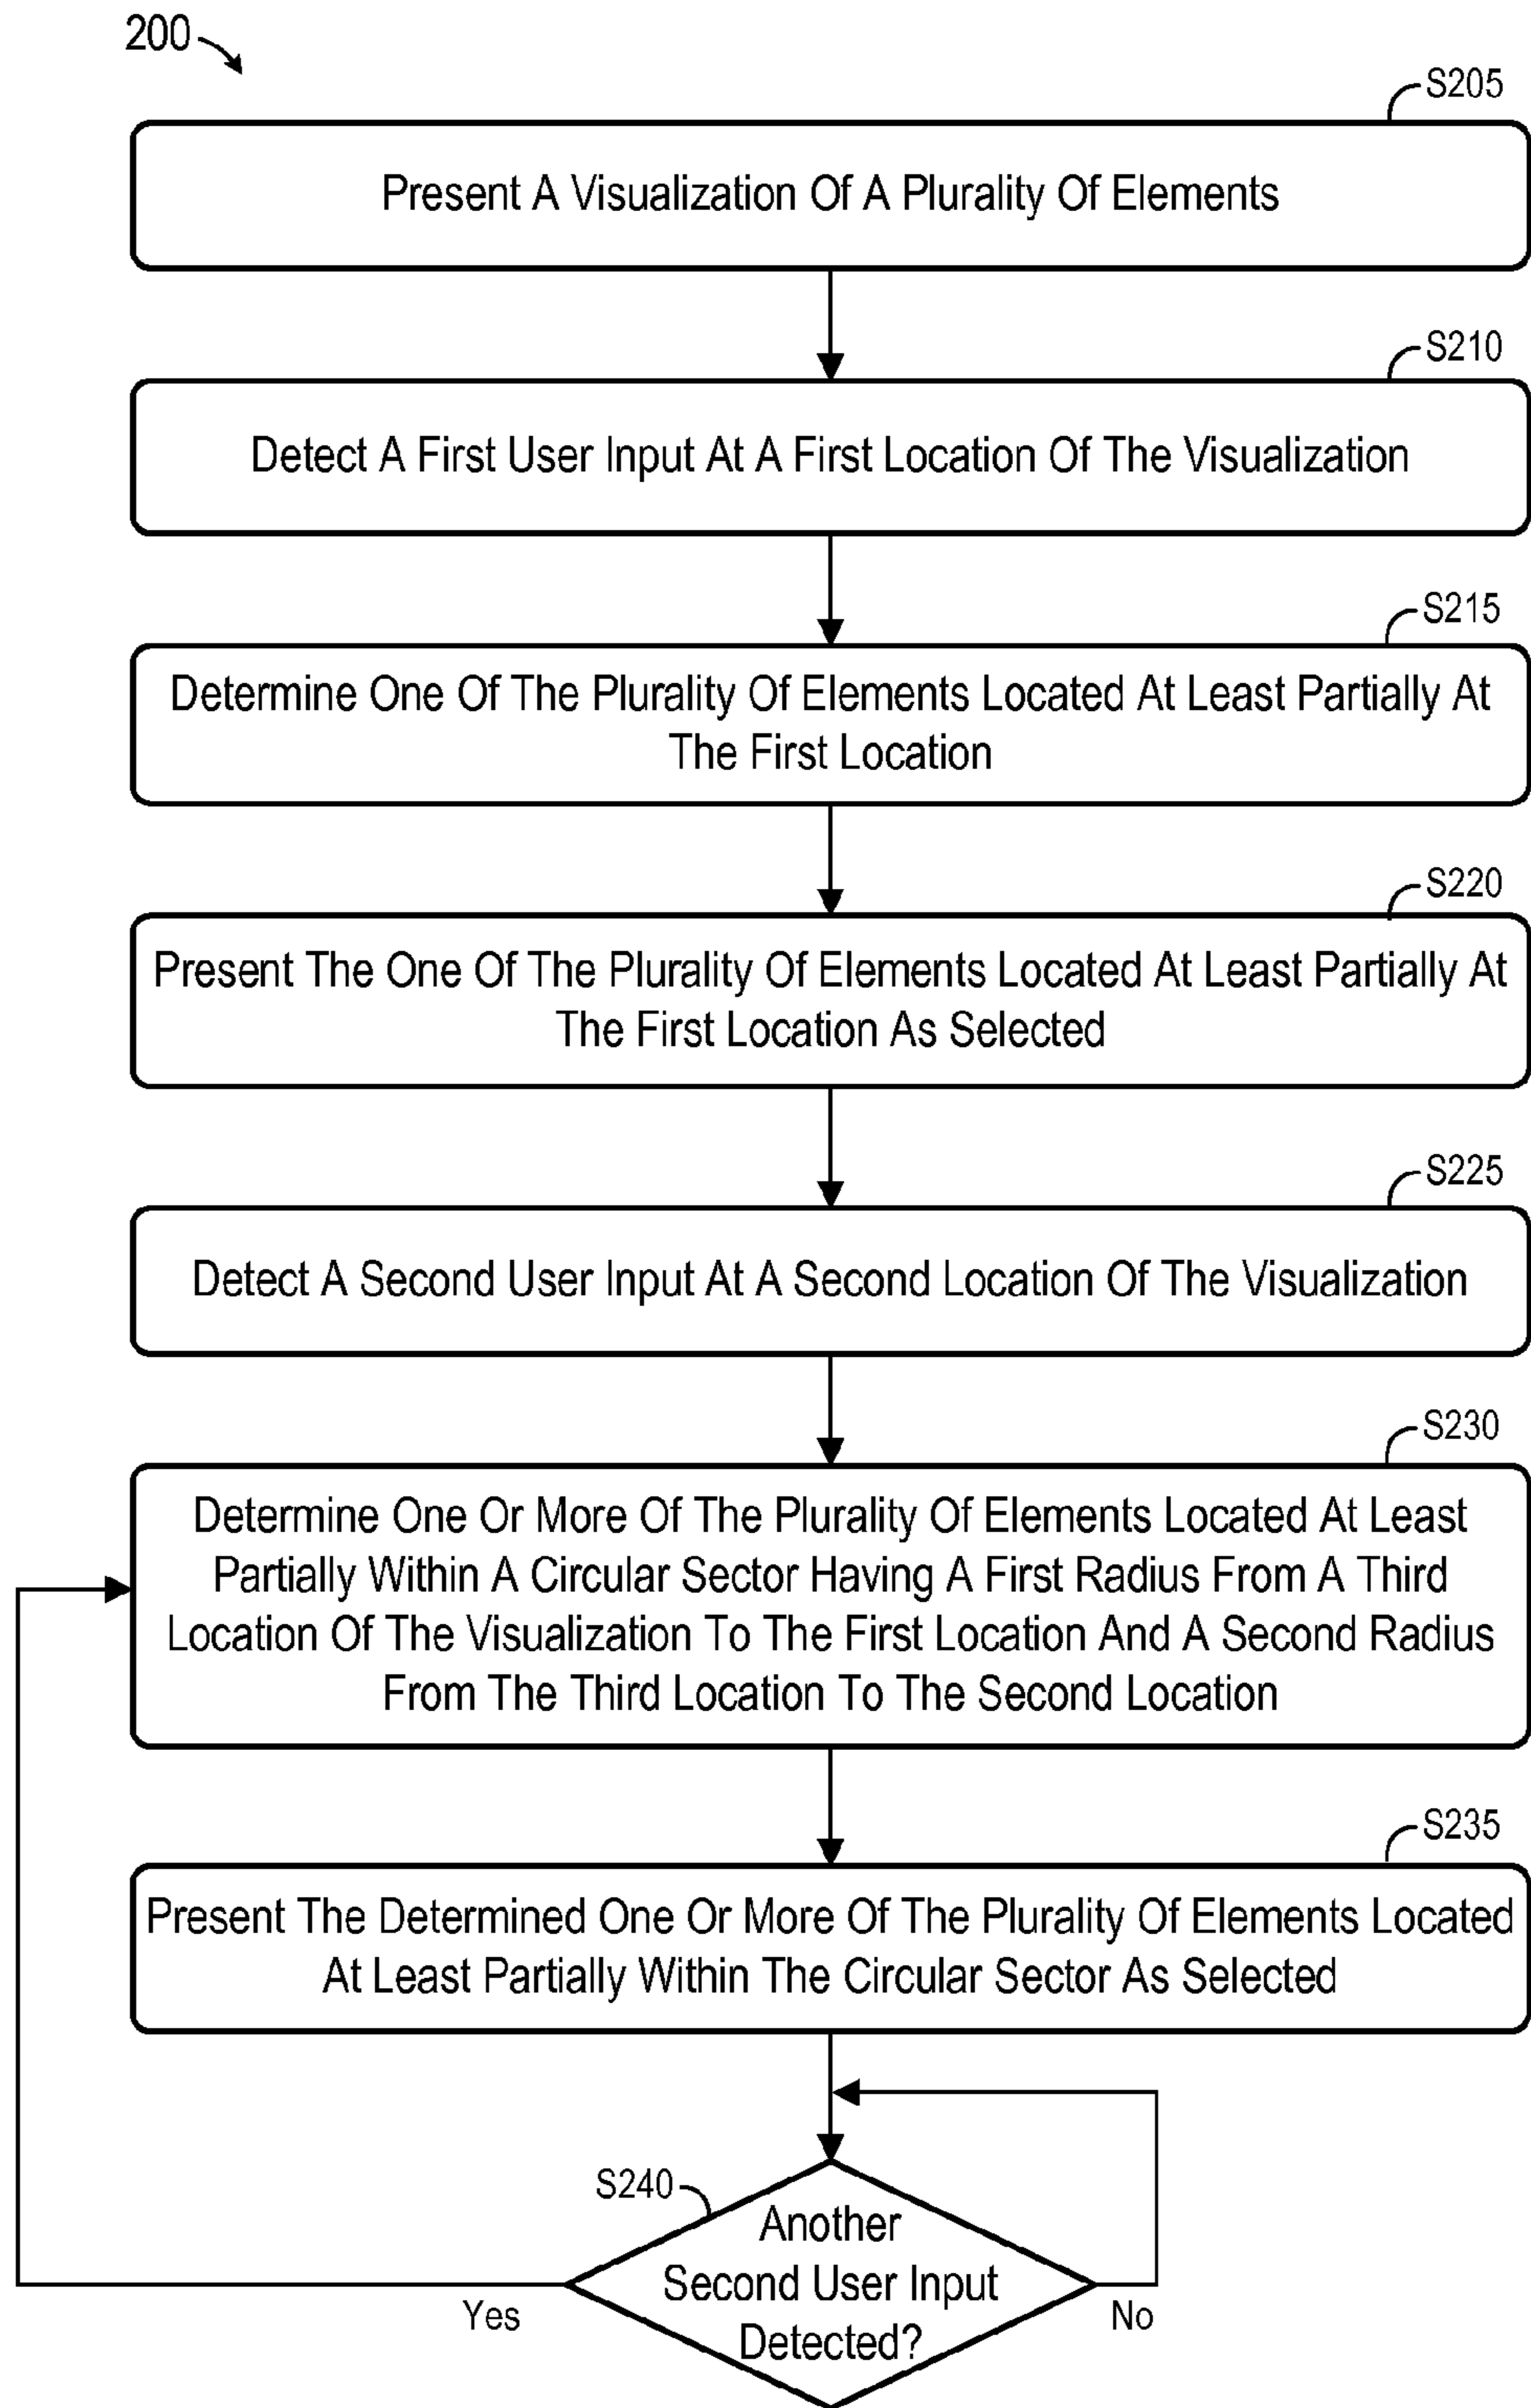 200
S205
Present A Visualization Of A Plurality Of Elements
S210
Detect A First User Input At A First Location Of The Visualization
S215
Determine One Of The Plurality Of Elements Located At Least Partially At
The First Location
S220
Present The One Of The Plurality Of Elements Located At Least Partially At
The First Location As Selected
S225
Detect A Second User Input At A Second Location Of The Visualization
S230
Determine One Or More Of The Plurality Of Elements Located At Least
Partially Within A Circular Sector Having A First Radius From A Third
Location Of The Visualization To The First Location And A Second Radius
From The Third Location To The Second Location
S235
Present The Determined One Or More Of The Plurality Of Elements Located
At Least Partially Within The Circular Sector As Selected
S240
Another
Second User Input
Detected?
Yes
No